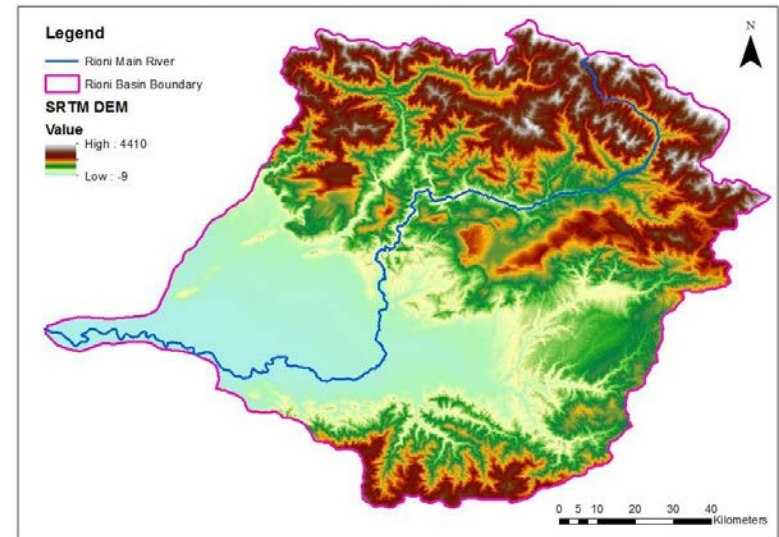 Legend
Rioni Main River
Rioni Basin Boundary
SRTM DEM
Value
High : 4410
Low : -9
N
0 5 10 20 30 40
Kilometers